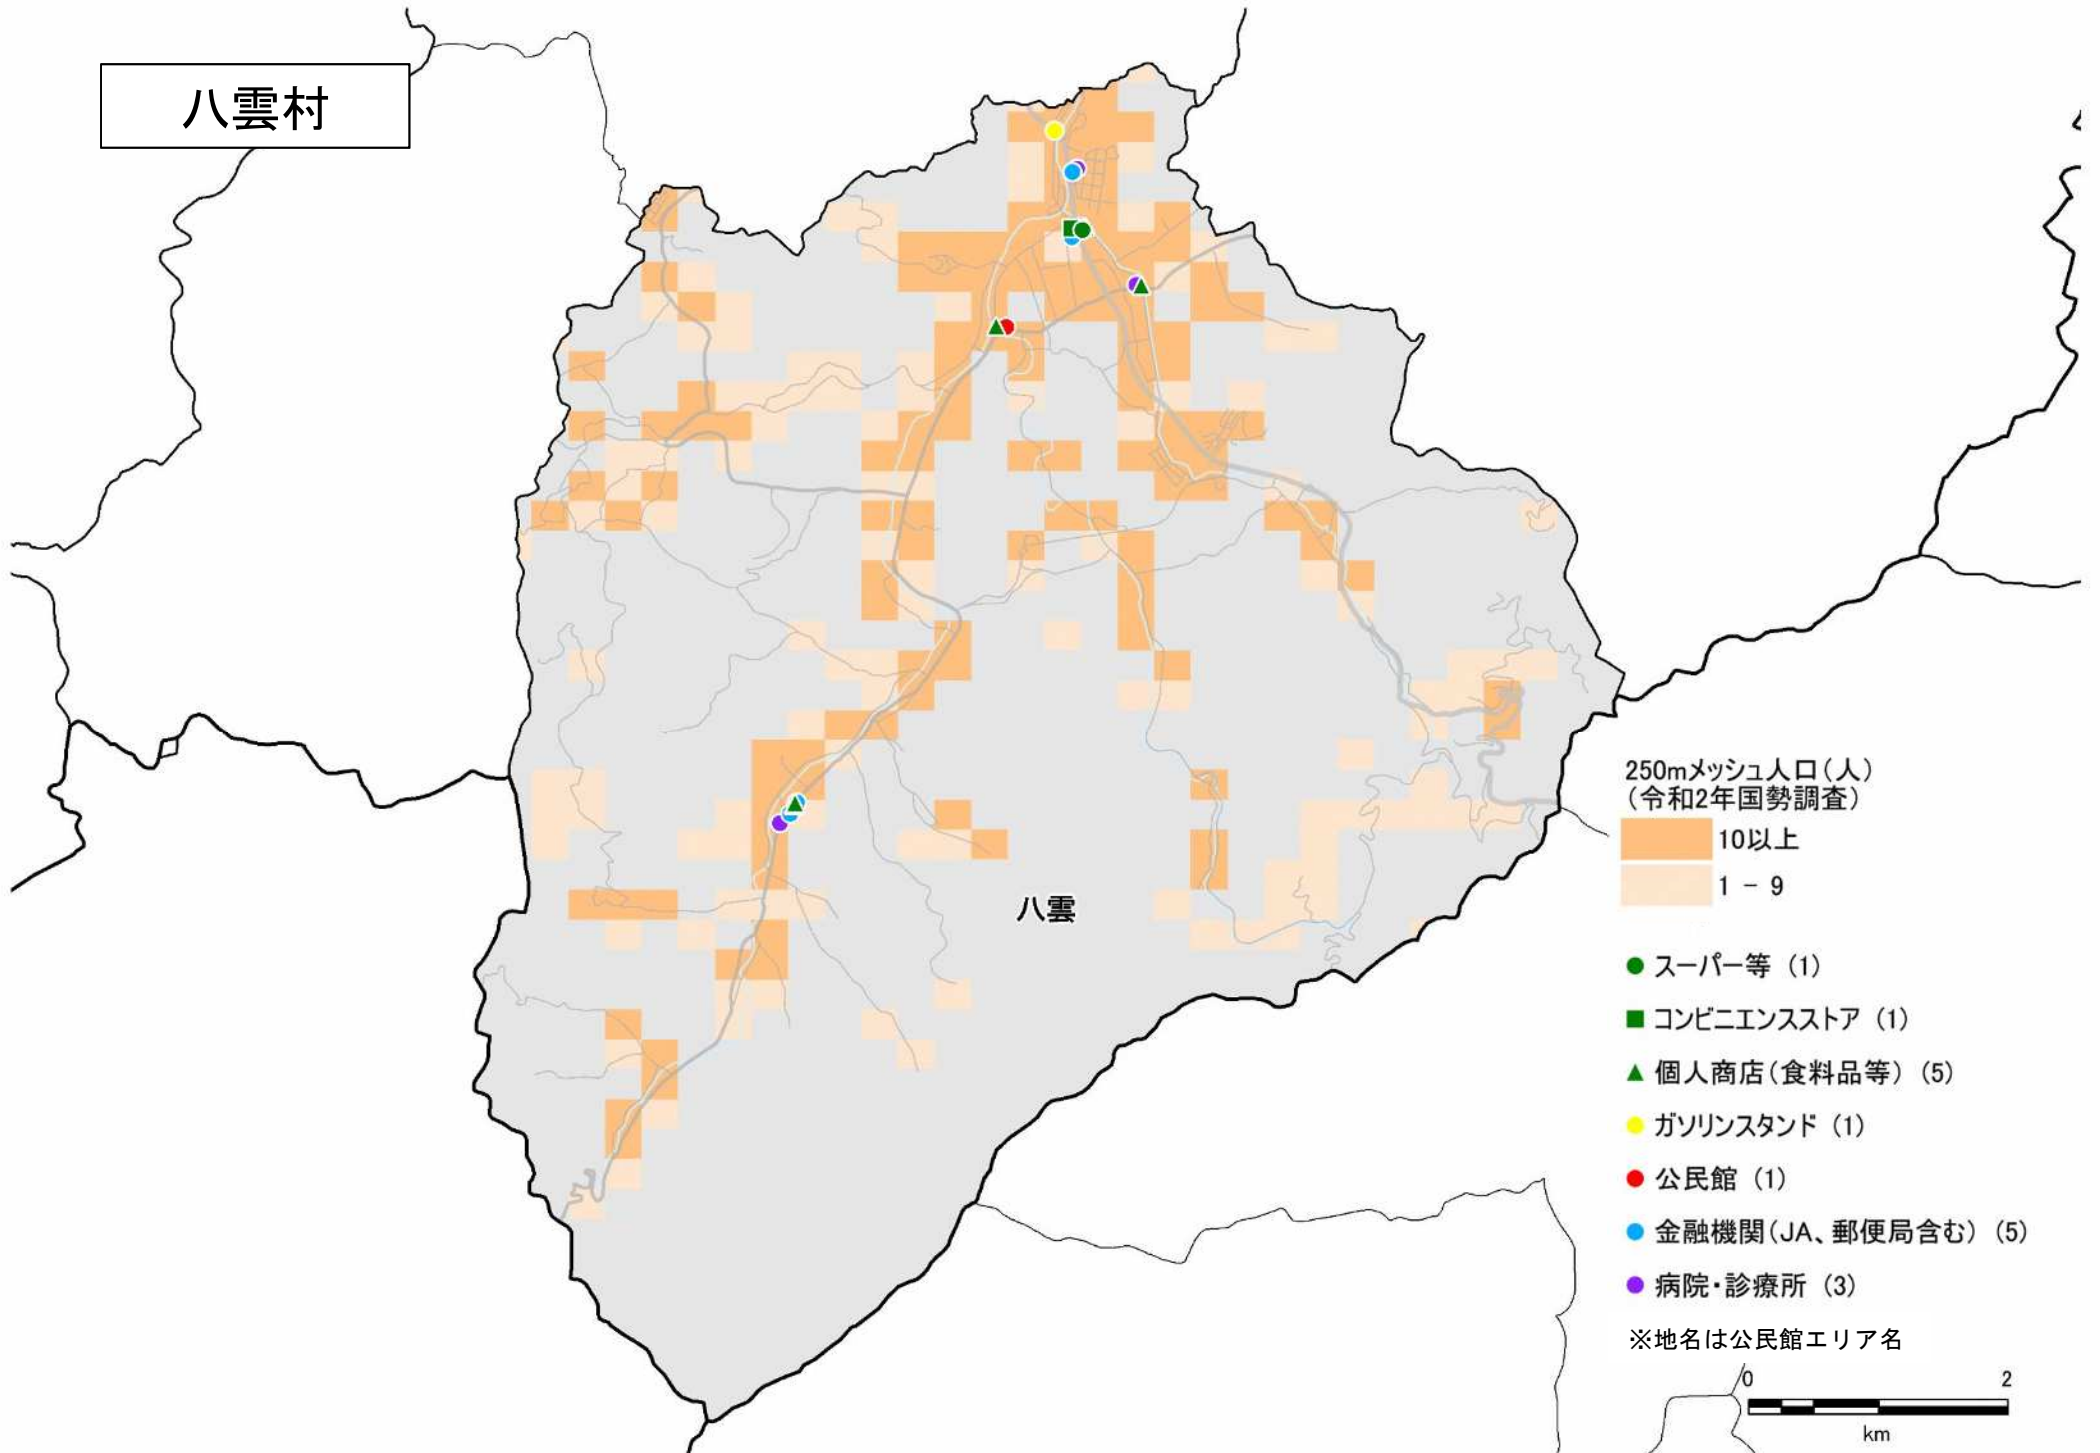 八雲村
八雲
250mメッシュ人口(人)
(令和2年国勢調査)
10以上
1 - 9
スーパー等 (1)
コンビニエンスストア (1)
個人商店(食料品等) (5)
ガソリンスタンド (1)
公民館 (1)
金融機関(JA、郵便局含む) (5)
病院・診療所 (3)
※地名は公民館エリア名
0 2
km